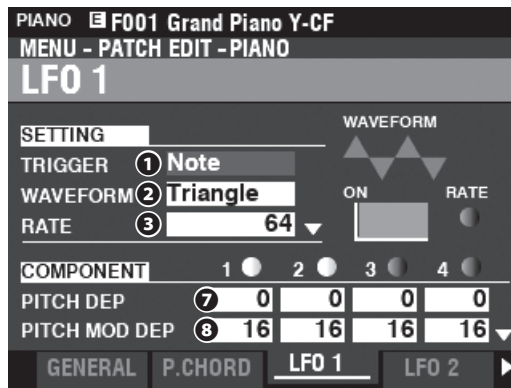 PIANO E F001 Grand Piano Y-CF
MENU - PATCH EDIT - PIANO
LFO 1
SETTING
WAVEFORM
TRIGGER 1 Note
WAVEFORM 2 Triangle
ON RATE
RATE 3 64
COMPONENT 1 2 3 4
PITCH DEP 7 0 0 0 0
PITCH MOD DEP 8 16 16 16 16
GENERAL P.CHORD LFO 1 LFO 2